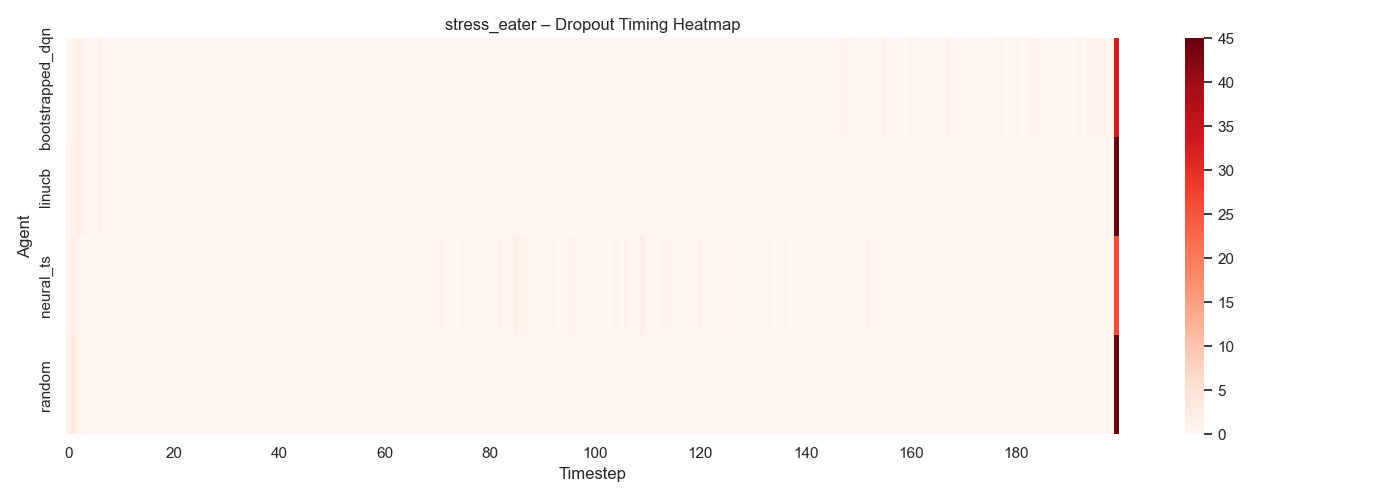 stress_eater – Dropout Timing Heatmap
Agent
bootstrapped_dqn
linucb
neural_ts
random
0 20 40 60 80 100 120 140 160 180
Timestep
45
40
35
30
25
20
15
10
5
0